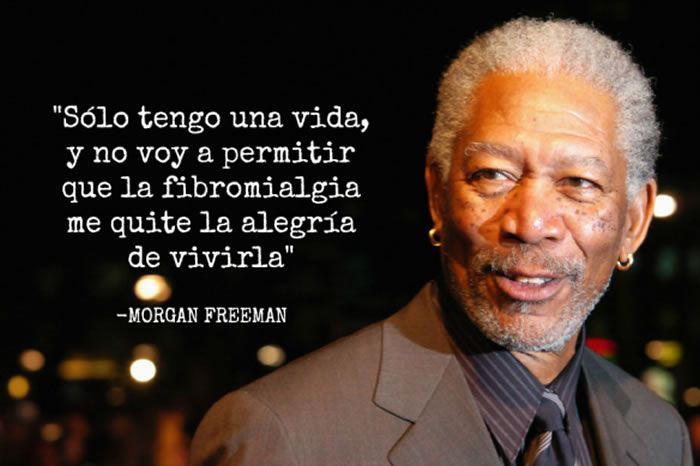 "Sólo tengo una vida,
y no voy a permitir
que la fibromialgia
me quite la alegría
de vivirla"
-MORGAN FREEMAN